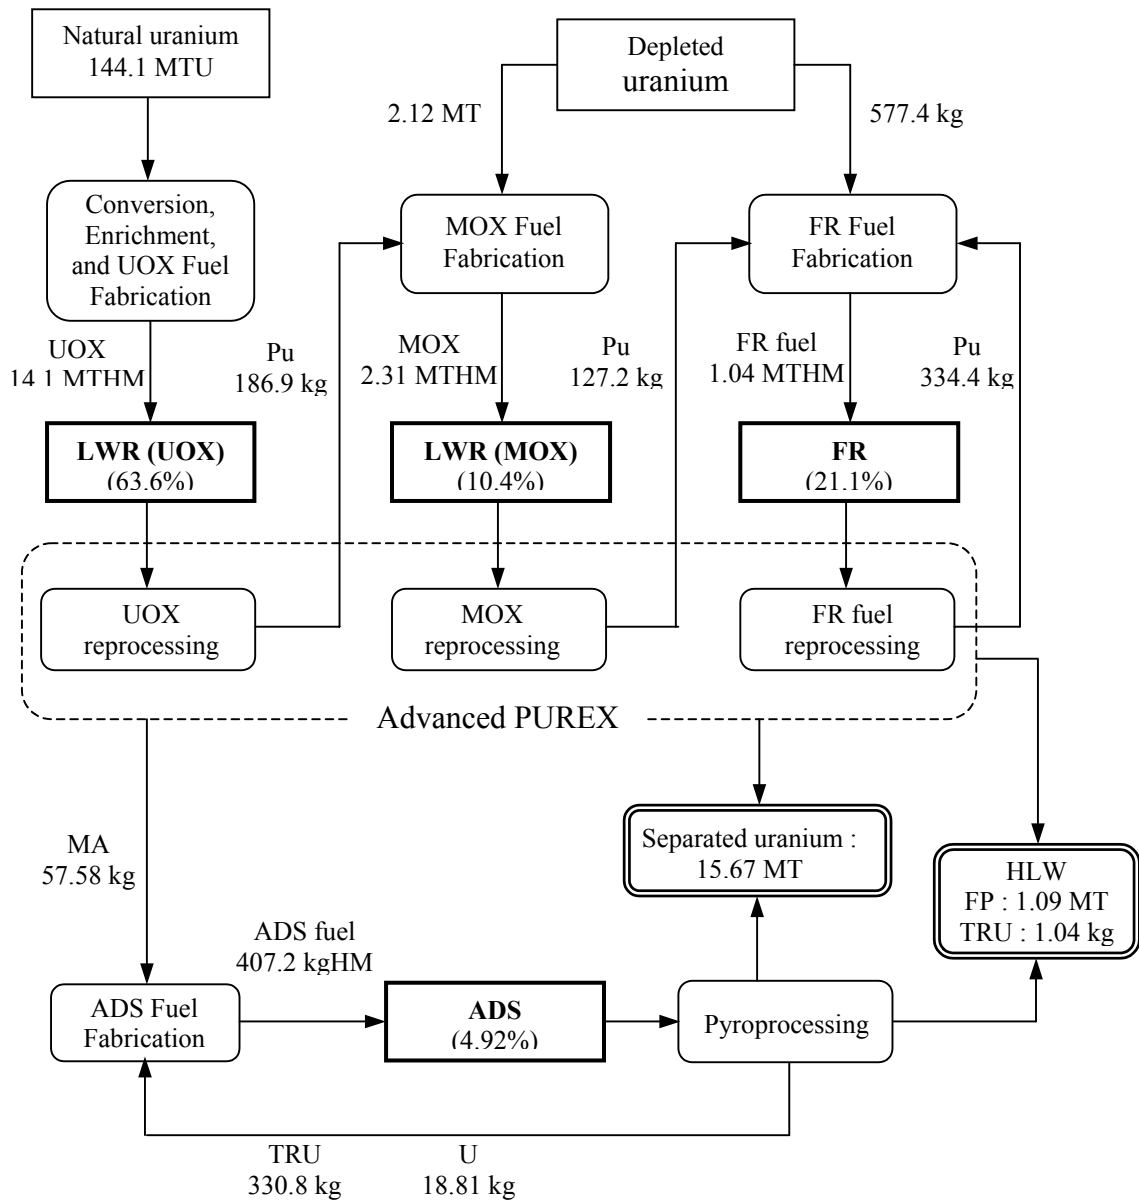 Natural uranium
144.1 MTU
Depleted
uranium
2.12 MT
577.4 kg
Conversion,
Enrichment,
and UOX Fuel
Fabrication
MOX Fuel
Fabrication
FR Fuel
Fabrication
UOX
14.1 MTHM
Pu
186.9 kg
MOX
2.31 MTHM
Pu
127.2 kg
FR fuel
1.04 MTHM
Pu
334.4 kg
LWR (UOX)
(63.6%)
LWR (MOX)
(10.4%)
FR
(21.1%)
UOX
reprocessing
MOX
reprocessing
FR fuel
reprocessing
Advanced PUREX
MA
57.58 kg
Separated uranium :
15.67 MT
HLW
FP : 1.09 MT
TRU : 1.04 kg
ADS fuel
407.2 kgHM
ADS Fuel
Fabrication
ADS
(4.92%)
Pyroprocessing
TRU
330.8 kg
U
18.81 kg